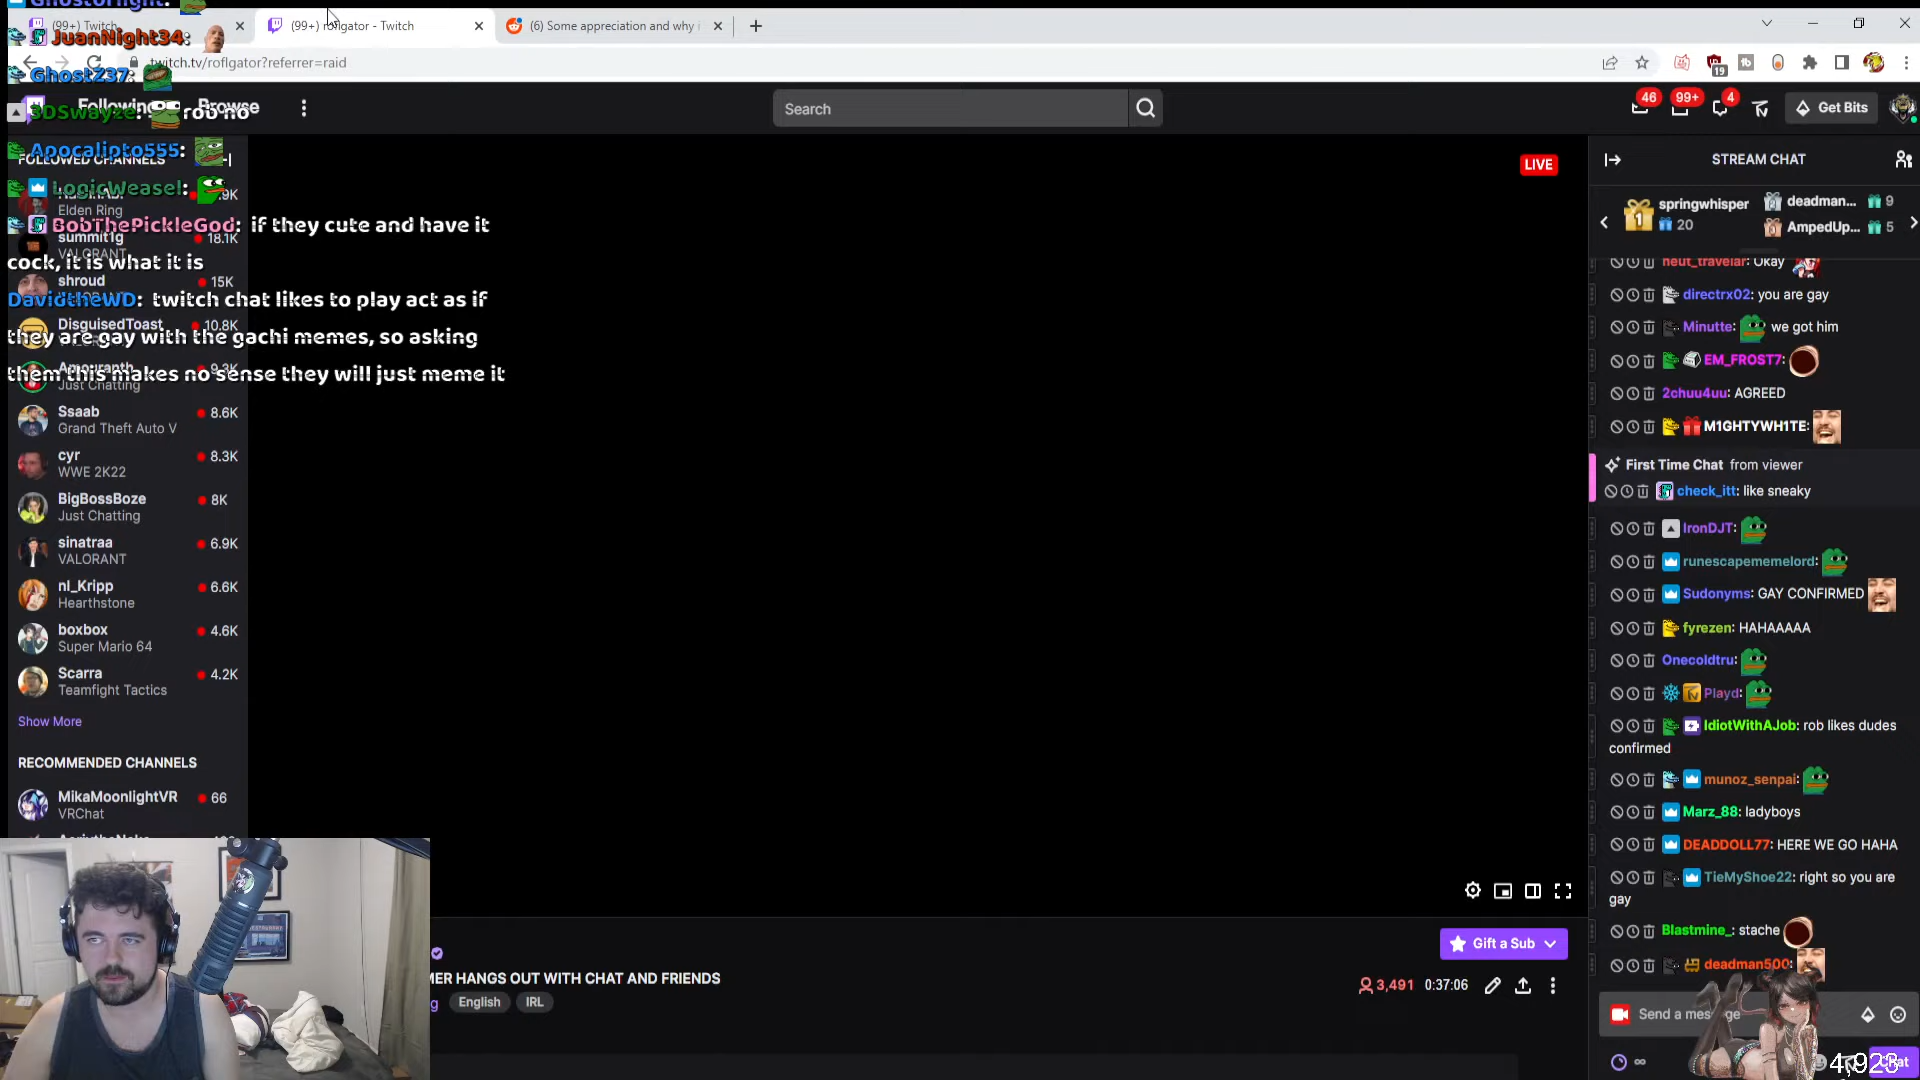 (99+) Twitch
(99+) roflgator - Twitch
(6) Some appreciation and why i
twitch.tv/roflgator?referrer=raid
JuanNight34:
GhostZ37:
3DSwayze: rob no
Apocalipto555:
LogicWeasel:
BobThePickleGod: if they cute and have it
cock, it is what it is
DavidtheWD: twitch chat likes to play act as if
they are gay with the gachi memes, so asking
them this makes no sense they will just meme it
Following
Browse
Search
46
99+
4
19
Get Bits
FOLLOWED CHANNELS
Elden Ring
summit1g
18.1K
VALORANT
shroud
15K
DisguisedToast
10.8K
Amouranth
9.3K
Just Chatting
Ssaab
8.6K
Grand Theft Auto V
cyr
8.3K
WWE 2K22
BigBossBoze
8K
Just Chatting
sinatraa
6.9K
VALORANT
nl_Kripp
6.6K
Hearthstone
boxbox
4.6K
Super Mario 64
Scarra
4.2K
Teamfight Tactics
Show More
RECOMMENDED CHANNELS
MikaMoonlightVR
66
VRChat
LIVE
MER HANGS OUT WITH CHAT AND FRIENDS
g
English
IRL
Gift a Sub
3,491
0:37:06
STREAM CHAT
1
springwhisper
20
deadman...
9
AmpedUp...
5
neut_travelar: Okay
directrx02: you are gay
Minutte: we got him
EM_FROST7:
2chuu4uu: AGREED
M1GHTYWH1TE:
First Time Chat from viewer
check_itt: like sneaky
IronDJT:
runescapememelord:
Sudonyms: GAY CONFIRMED
fyrezen: HAHAAAAA
Onecoldtru:
Playd:
IdiotWithAJob: rob likes dudes
confirmed
munoz_senpai:
Marz_88: ladyboys
DEADDOLL77: HERE WE GO HAHA
TieMyShoe22: right so you are
gay
Blastmine_: stache
deadman500:
Send a message
4,923
Chat